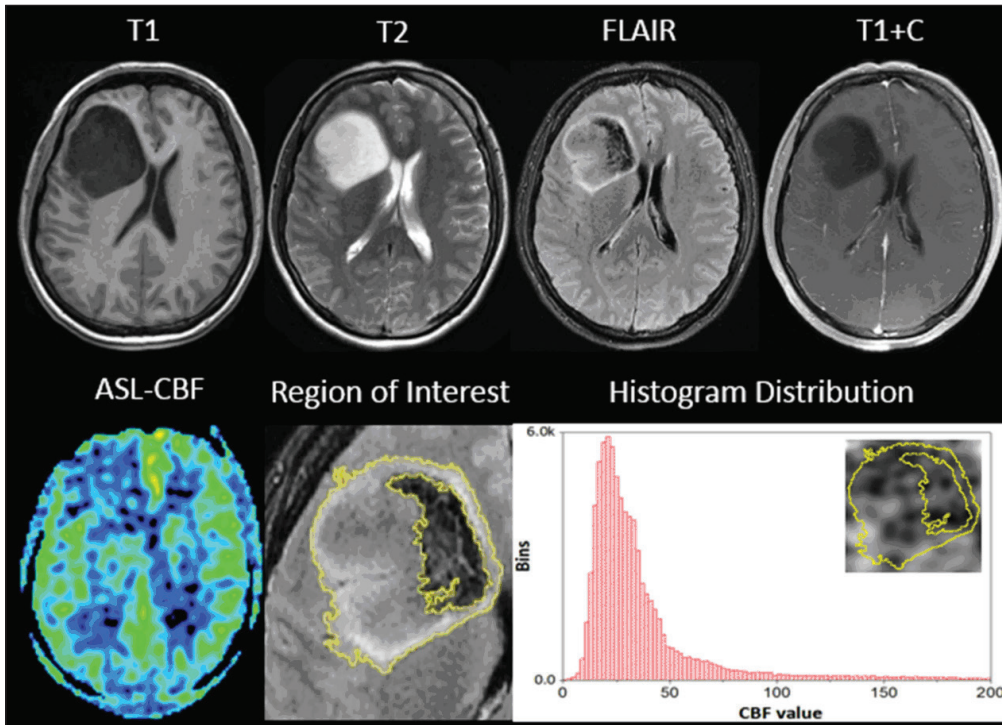 T1 T2 FLAIR T1+C
ASL-CBF Region of Interest Histogram Distribution
6.0k
Bins
0.0
0 50 100 150 200
CBF value